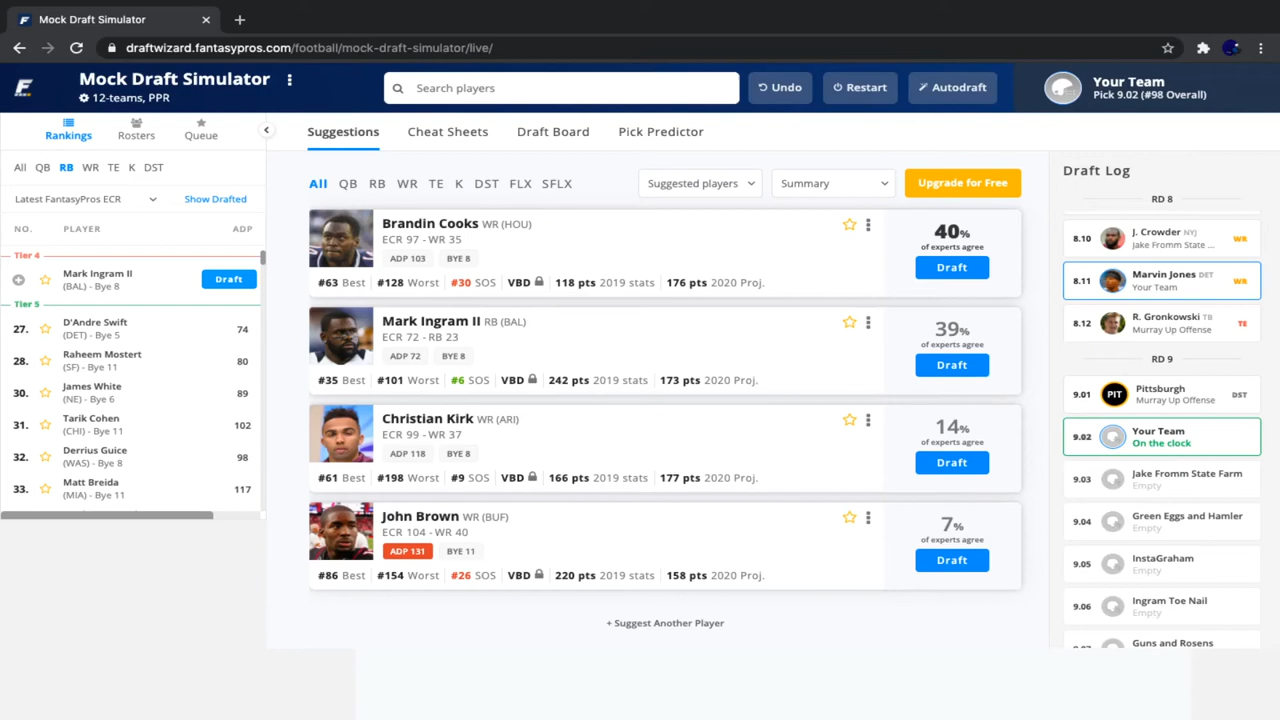 Mock Draft Simulator
draftwizard.fantasypros.com/football/mock-draft-simulator/live/
Mock Draft Simulator
12-teams, PPR
Search players
Undo
Restart
Autodraft
Your Team
Pick 9.02 (#98 Overall)
Rankings
Rosters
Queue
All QB RB WR TE K DST
Latest FantasyPros ECR
Show Drafted
NO. PLAYER ADP
Tier 4
Mark Ingram II
(BAL) - Bye 8
Draft
Tier 5
27. D'Andre Swift 74
(DET) - Bye 5
28. Raheem Mostert 80
(SF) - Bye 11
30. James White 89
(NE) - Bye 6
31. Tarik Cohen 102
(CHI) - Bye 11
32. Derrius Guice 98
(WAS) - Bye 8
33. Matt Breida 117
(MIA) - Bye 11
Suggestions Cheat Sheets Draft Board Pick Predictor
All QB RB WR TE K DST FLX SFLX
Suggested players
Summary
Upgrade for Free
Brandin Cooks WR (HOU)
ECR 97 - WR 35
ADP 103 BYE 8
#63 Best #128 Worst #30 SOS VBD 118 pts 2019 stats 176 pts 2020 Proj.
40%
of experts agree
Draft
Mark Ingram II RB (BAL)
ECR 72 - RB 23
ADP 72 BYE 8
#35 Best #101 Worst #6 SOS VBD 242 pts 2019 stats 173 pts 2020 Proj.
39%
of experts agree
Draft
Christian Kirk WR (ARI)
ECR 99 - WR 37
ADP 118 BYE 8
#61 Best #198 Worst #9 SOS VBD 166 pts 2019 stats 177 pts 2020 Proj.
14%
of experts agree
Draft
John Brown WR (BUF)
ECR 104 - WR 40
ADP 131 BYE 11
#86 Best #154 Worst #26 SOS VBD 220 pts 2019 stats 158 pts 2020 Proj.
7%
of experts agree
Draft
+ Suggest Another Player
Draft Log
RD 8
8.10 J. Crowder NYJ WR
Jake Fromm State ...
8.11 Marvin Jones DET WR
Your Team
8.12 R. Gronkowski TB TE
Murray Up Offense
RD 9
9.01 PIT Pittsburgh DST
Murray Up Offense
9.02 Your Team
On the clock
9.03 Jake Fromm State Farm
Empty
9.04 Green Eggs and Hamler
Empty
9.05 InstaGraham
Empty
9.06 Ingram Toe Nail
Empty
Guns and Rosens